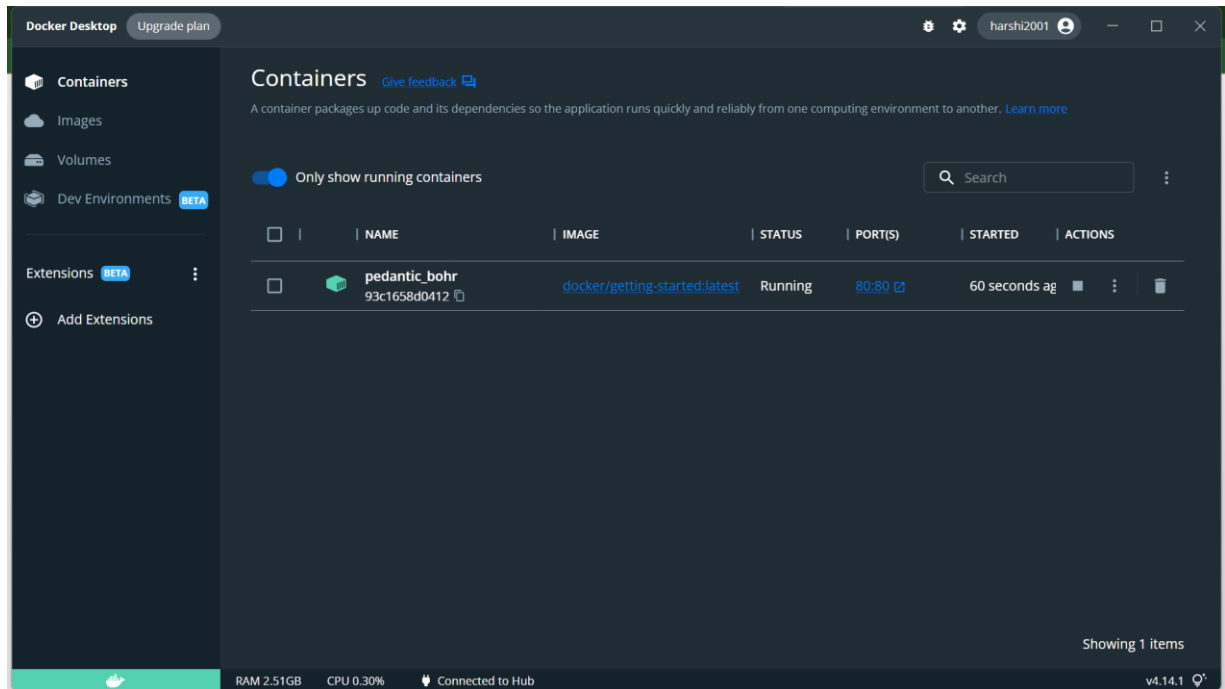 Docker Desktop Upgrade plan harshi2001
Containers
Images
Volumes
Dev Environments BETA
Extensions BETA
Add Extensions
Containers Give feedback
A container packages up code and its dependencies so the application runs quickly and reliably from one computing environment to another. Learn more
Only show running containers Search
NAME IMAGE STATUS PORT(S) STARTED ACTIONS
pedantic_bohr docker/getting-started:latest Running 80:80 60 seconds ag
93c1658d0412
Showing 1 items
RAM 2.51GB CPU 0.30% Connected to Hub v4.14.1